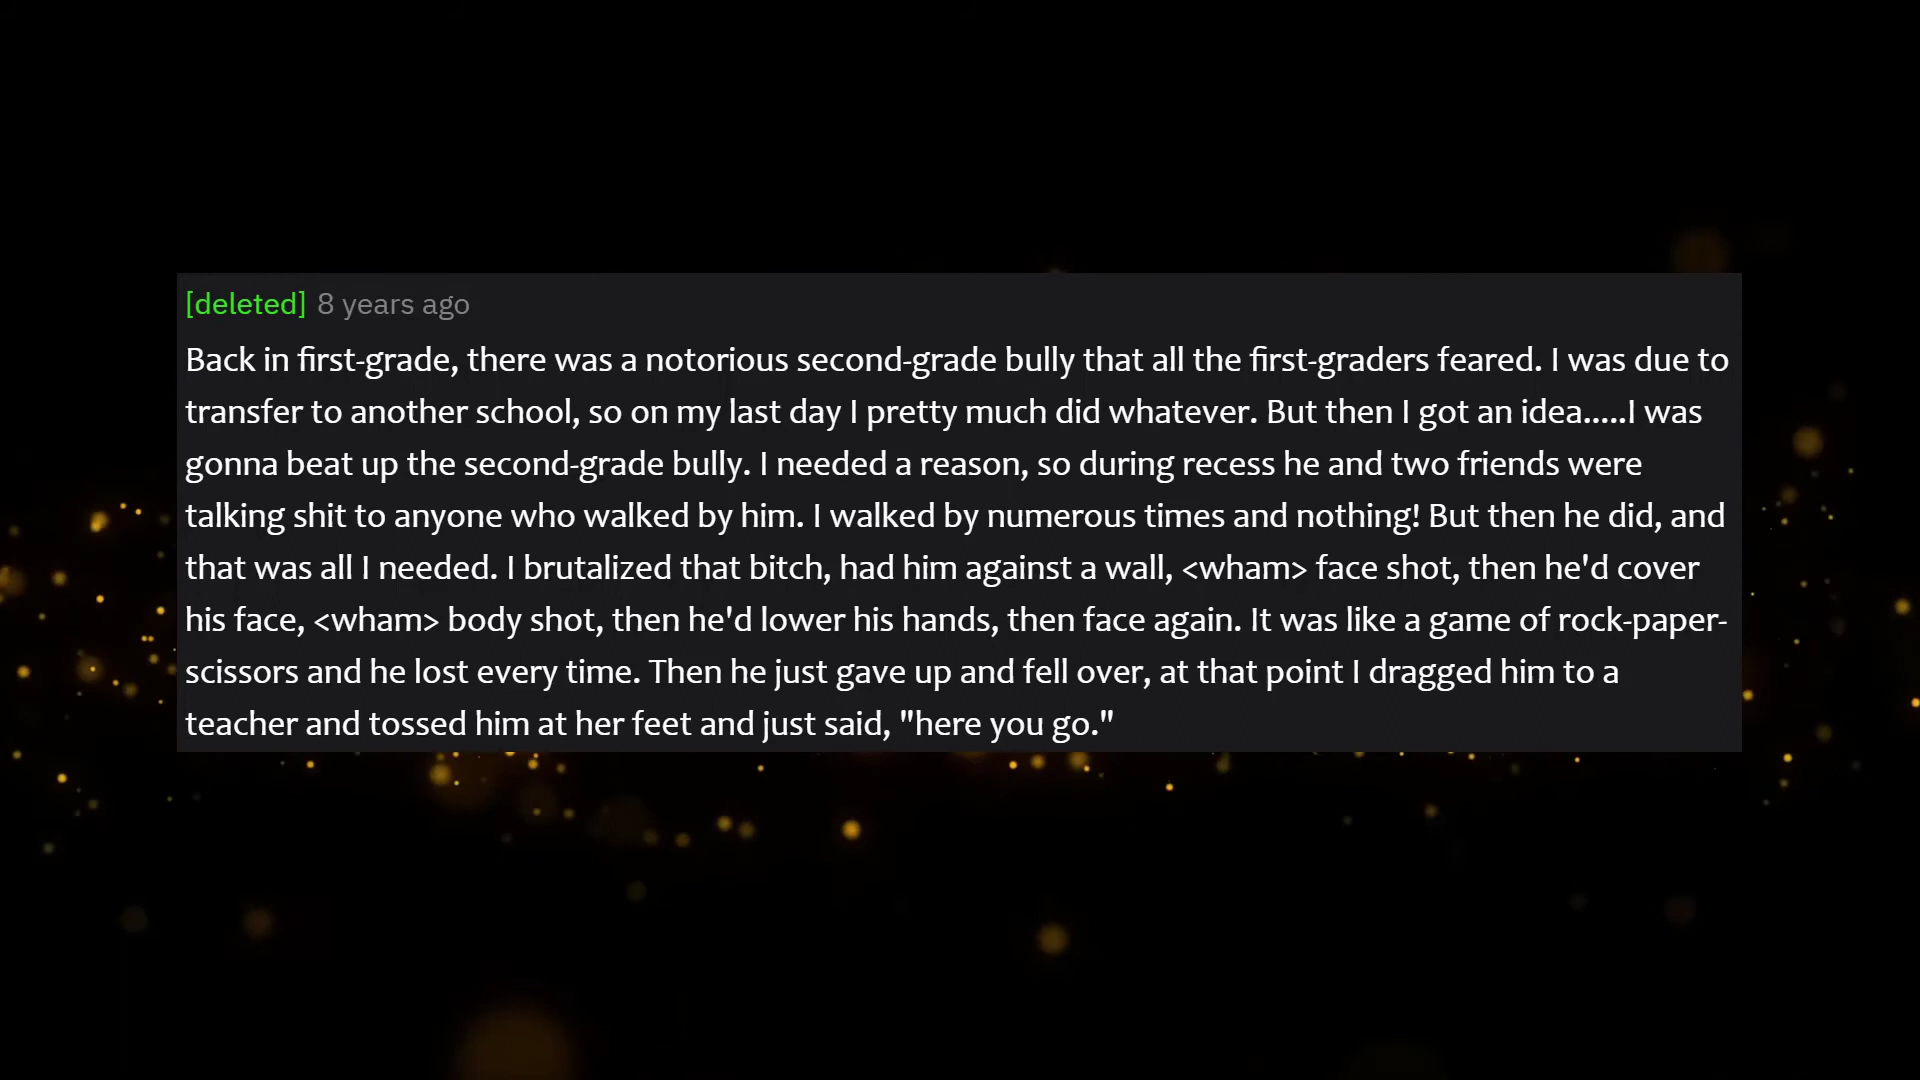 [deleted] 8 years ago
Back in first-grade, there was a notorious second-grade bully that all the first-graders feared. I was due to
transfer to another school, so on my last day I pretty much did whatever. But then I got an idea.....I was
gonna beat up the second-grade bully. I needed a reason, so during recess he and two friends were
talking shit to anyone who walked by him. I walked by numerous times and nothing! But then he did, and
that was all I needed. I brutalized that bitch, had him against a wall, <wham> face shot, then he'd cover
his face, <wham> body shot, then he'd lower his hands, then face again. It was like a game of rock-paper-
scissors and he lost every time. Then he just gave up and fell over, at that point I dragged him to a
teacher and tossed him at her feet and just said, "here you go."